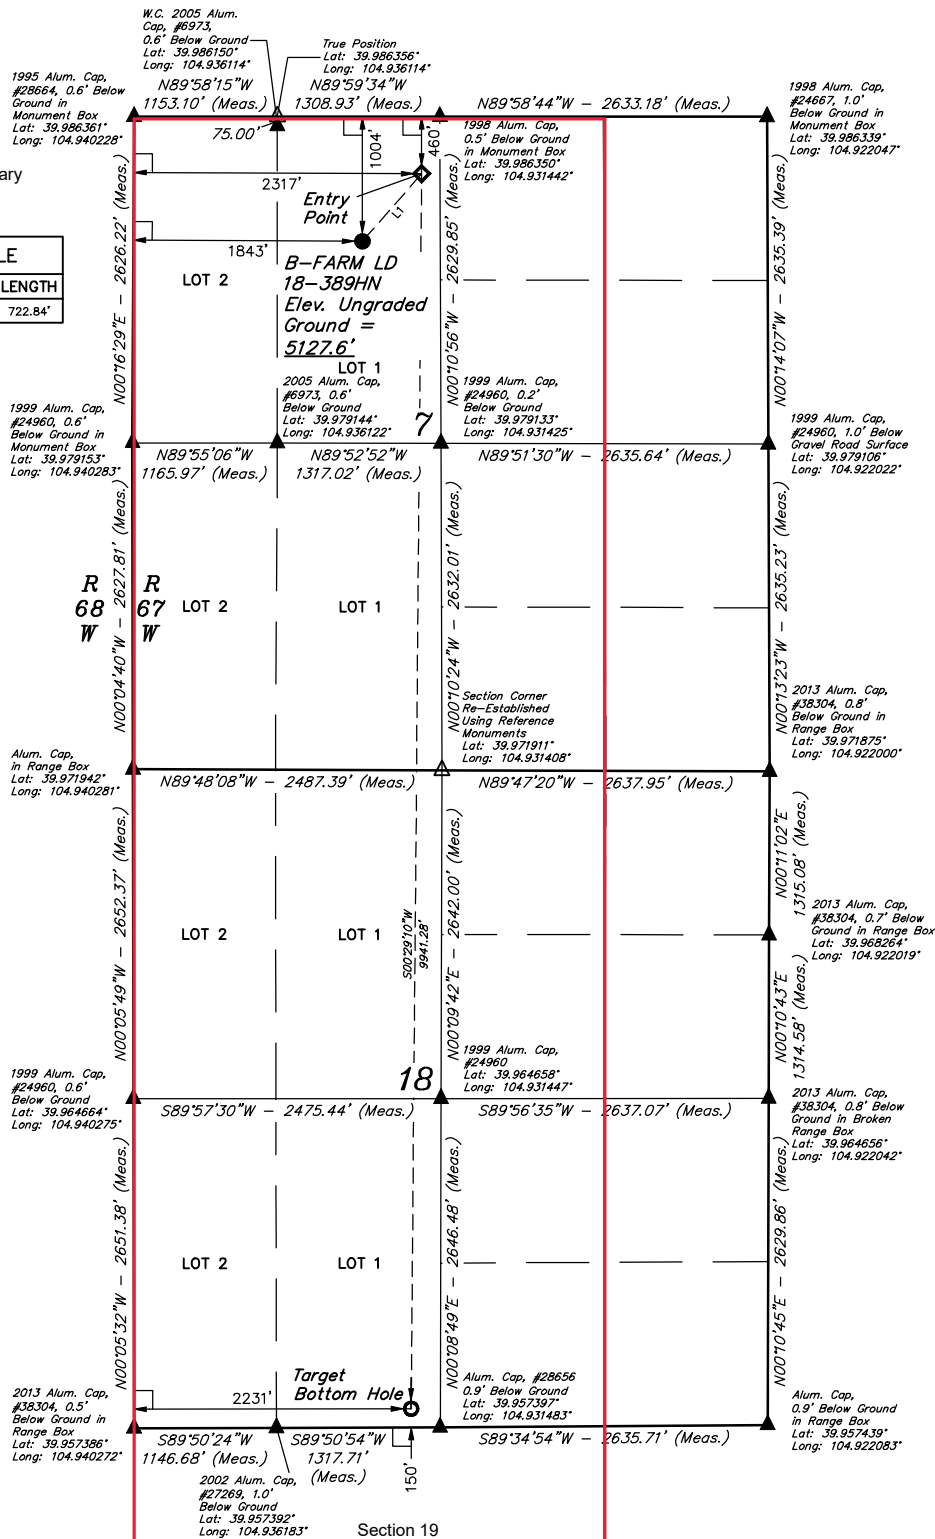 W.C. 2005 Alum.
Cap, #6973,
0.6' Below Ground
Lat: 39.986150°
Long: 104.936114°
True Position
Lat: 39.986356°
Long: 104.936114°
1995 Alum. Cap,
#28664, 0.6' Below
Ground in
Monument Box
Lat: 39.986361°
Long: 104.940228°
N89°58'15"W
1153.10' (Meas.)
N89°59'34"W
1308.93' (Meas.)
N89°58'44"W - 2633.18' (Meas.)
1998 Alum. Cap,
#24667, 1.0'
Below Ground in
Monument Box
Lat: 39.986339°
Long: 104.922047°
75.00'
1004'
460'
1998 Alum. Cap,
0.5' Below Ground
in Monument Box
Lat: 39.986350°
Long: 104.931442°
ary
2317'
Entry
Point
L1
1843'
LE
LENGTH
722.84'
B-FARM LD
18-389HN
Elev. Ungraded
Ground =
5127.6'
LOT 2
LOT 1
N00°16'29"E - 2626.22' (Meas.)
N00°10'56"W - 2629.85' (Meas.)
N00°14'07"W - 2635.39' (Meas.)
1999 Alum. Cap,
#24960, 0.6'
Below Ground in
Monument Box
Lat: 39.979153°
Long: 104.940283°
2005 Alum. Cap,
#6973, 0.6'
Below Ground
Lat: 39.979144°
Long: 104.936122°
7
1999 Alum. Cap,
#24960, 0.2'
Below Ground
Lat: 39.979133°
Long: 104.931425°
1999 Alum. Cap,
#24960, 1.0' Below
Gravel Road Surface
Lat: 39.979106°
Long: 104.922022°
N89°55'06"W
1165.97' (Meas.)
N89°52'52"W
1317.02' (Meas.)
N89°51'30"W - 2635.64' (Meas.)
N00°04'40"W - 2627.81' (Meas.)
N00°10'24"W - 2632.01' (Meas.)
N00°13'23"W - 2635.23' (Meas.)
R R
68 67
W W
LOT 2
LOT 1
Section Corner
Re-Established
Using Reference
Monuments
Lat: 39.971911°
Long: 104.931408°
2013 Alum. Cap,
#38304, 0.8'
Below Ground in
Range Box
Lat: 39.971875°
Long: 104.922000°
Alum. Cap,
in Range Box
Lat: 39.971942°
Long: 104.940281°
N89°48'08"W - 2487.39' (Meas.)
N89°47'20"W - 2637.95' (Meas.)
N00°05'49"W - 2652.37' (Meas.)
S00°29'10"W
9941.28'
N00°09'42"E - 2642.00' (Meas.)
N00°11'02"E
1315.08' (Meas.)
LOT 2
LOT 1
2013 Alum. Cap,
#38304, 0.7' Below
Ground in Range Box
Lat: 39.968264°
Long: 104.922019°
N00°10'43"E
1314.58' (Meas.)
1999 Alum. Cap,
#24960, 0.6'
Below Ground
Lat: 39.964664°
Long: 104.940275°
18
1999 Alum. Cap,
#24960
Lat: 39.964658°
Long: 104.931447°
2013 Alum. Cap,
#38304, 0.8' Below
Ground in Broken
Range Box
Lat: 39.964656°
Long: 104.922042°
S89°57'30"W - 2475.44' (Meas.)
S89°56'35"W - 2637.07' (Meas.)
N00°05'32"W - 2651.38' (Meas.)
N00°08'49"E - 2646.48' (Meas.)
N00°10'45"E - 2629.86' (Meas.)
LOT 2
LOT 1
Target
Bottom Hole
2231'
2013 Alum. Cap,
#38304, 0.5'
Below Ground in
Range Box
Lat: 39.957386°
Long: 104.940272°
Alum. Cap, #28656
0.9' Below Ground
Lat: 39.957397°
Long: 104.931483°
Alum. Cap,
0.9' Below Ground
in Range Box
Lat: 39.957439°
Long: 104.922083°
S89°50'24"W
1146.68' (Meas.)
S89°50'54"W
1317.71'
(Meas.)
S89°34'54"W - 2635.71' (Meas.)
150'
2002 Alum. Cap,
#27269, 1.0'
Below Ground
Lat: 39.957392°
Long: 104.936183°
Section 19